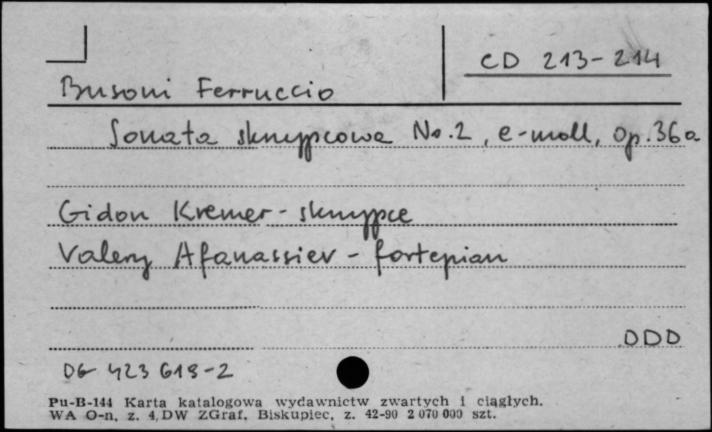 CD 213-214
Busoni Ferruccio
Sonata skrzypcowa No.2, e-moll, Op.36a
Gidon Kremer - skrzypce
Valery Afanassiev - fortepian
DDD
DG 423 619-2
Pu-B-144 Karta katalogowa wydawnictw zwartych i ciągłych.
WA O-n, z. 4, DW ZGraf. Biskupiec, z. 42-90 2 070 000 szt.